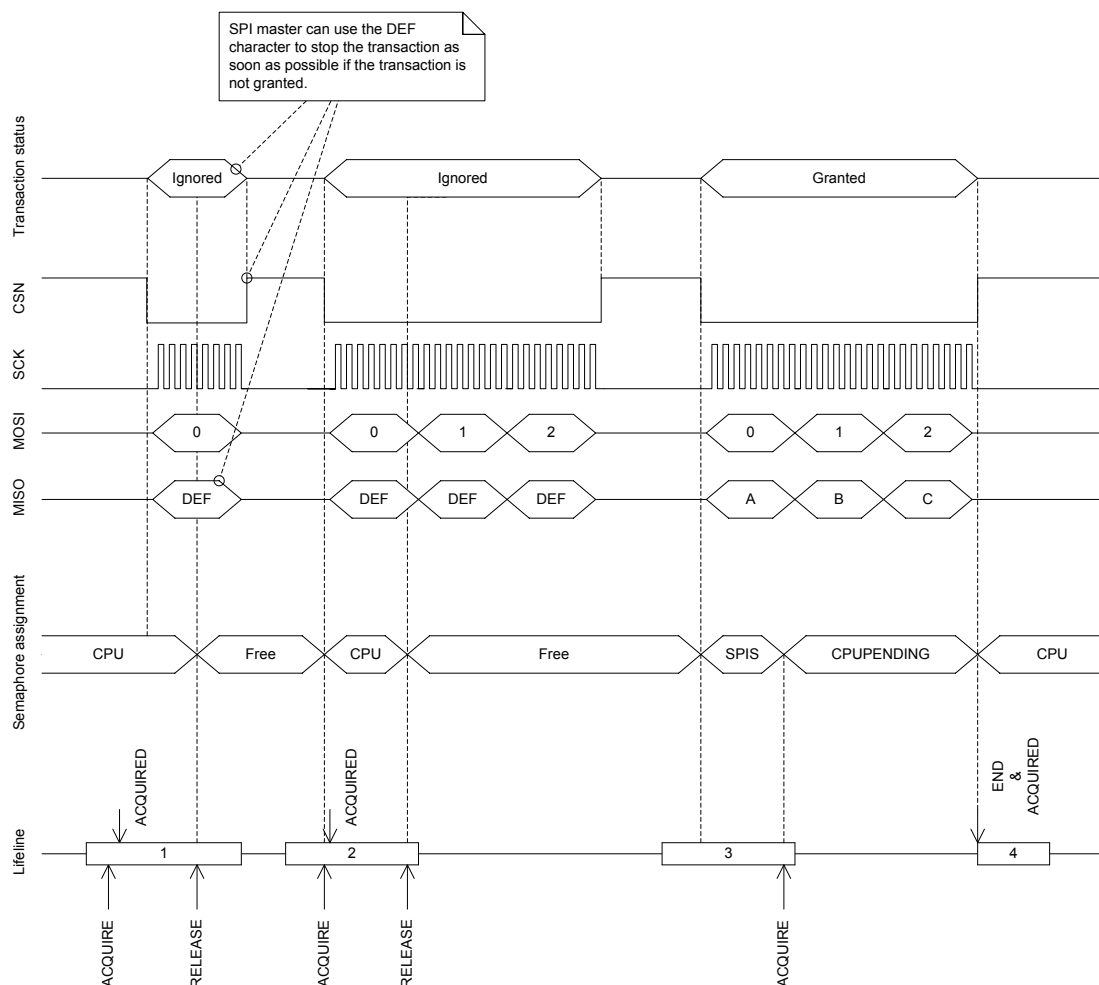 SPI master can use the DEF
character to stop the transaction as
soon as possible if the transaction is
not granted.
Transaction status
Ignored
Ignored
Granted
CSN
SCK
MOSI
0
0
1
2
0
1
2
MISO
DEF
DEF
DEF
DEF
A
B
C
Semaphore assignment
CPU
Free
CPU
Free
SPIS
CPUPENDING
CPU
ACQUIRED
ACQUIRED
END
&
ACQUIRED
Lifeline
1
2
3
4
ACQUIRE
RELEASE
ACQUIRE
RELEASE
ACQUIRE